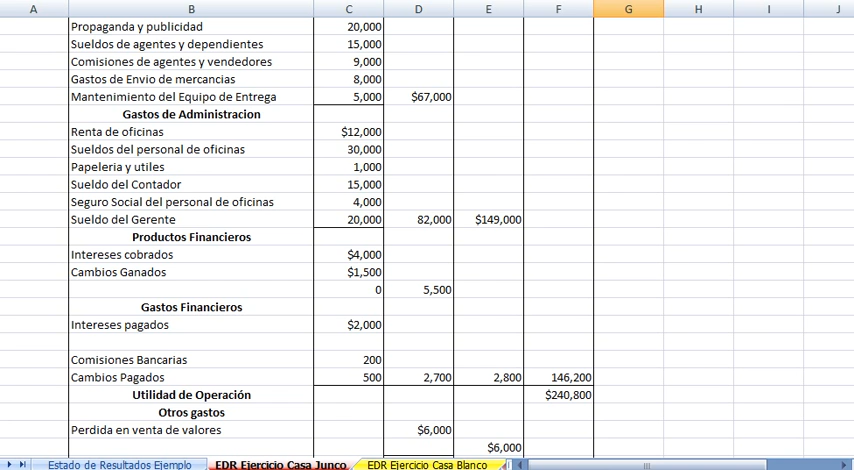 A B C D E F G H I J
Propaganda y publicidad 20,000
Sueldos de agentes y dependientes 15,000
Comisiones de agentes y vendedores 9,000
Gastos de Envio de mercancias 8,000
Mantenimiento del Equipo de Entrega 5,000 $67,000
Gastos de Administracion
Renta de oficinas $12,000
Sueldos del personal de oficinas 30,000
Papeleria y utiles 1,000
Sueldo del Contador 15,000
Seguro Social del personal de oficinas 4,000
Sueldo del Gerente 20,000 82,000 $149,000
Productos Financieros
Intereses cobrados $4,000
Cambios Ganados $1,500
0 5,500
Gastos Financieros
Intereses pagados $2,000
Comisiones Bancarias 200
Cambios Pagados 500 2,700 2,800 146,200
Utilidad de Operación $240,800
Otros gastos
Perdida en venta de valores $6,000
$6,000
Estado de Resultados Ejemplo EDR Ejercicio Casa Junco EDR Ejercicio Casa Blanco